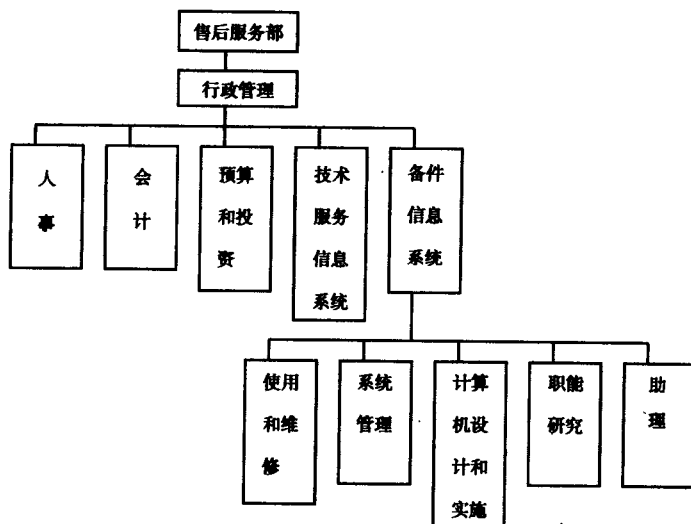 售后服务部
行政管理
人
事
会
计
预算
和投
资
技术
服务
信息
系统
备件
信息
系统
使用
和维
修
系统
管理
计算
机设
计和
实施
职能
研究
助
理